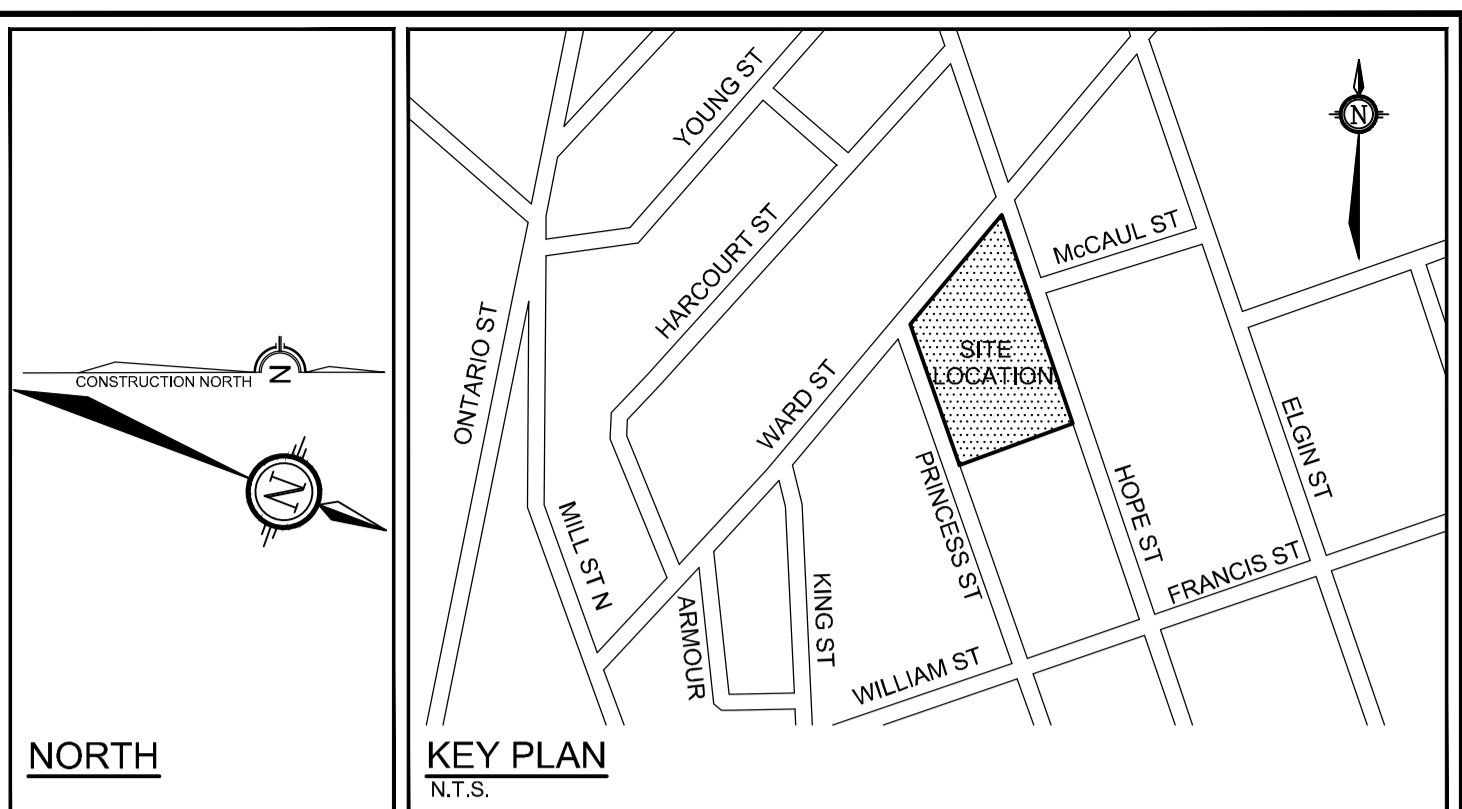 CONSTRUCTION NORTH
N
N
NORTH
YOUNG ST
N
HARCOURT ST
McCAUL ST
ONTARIO ST
SITE
LOCATION
WARD ST
ELGIN ST
PRINCESS ST
HOPE ST
MILL ST N
FRANCIS ST
KING ST
ARMOUR
WILLIAM ST
KEY PLAN
N.T.S.